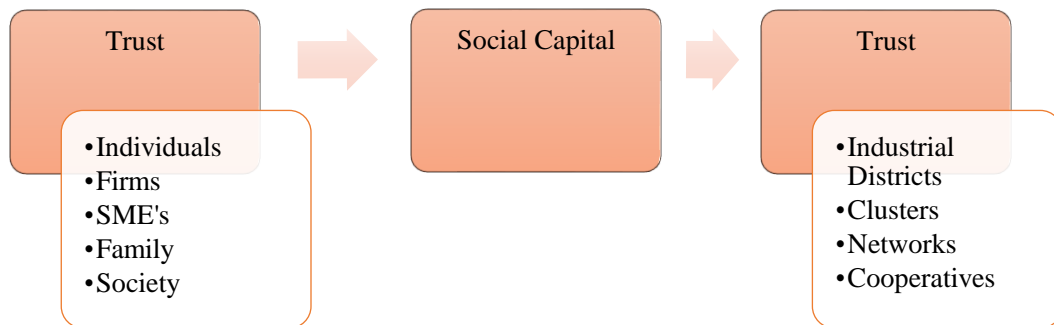 Trust
•Individuals
•Firms
•SME's
•Family
•Society
Social Capital
Trust
•Industrial
Districts
•Clusters
•Networks
•Cooperatives